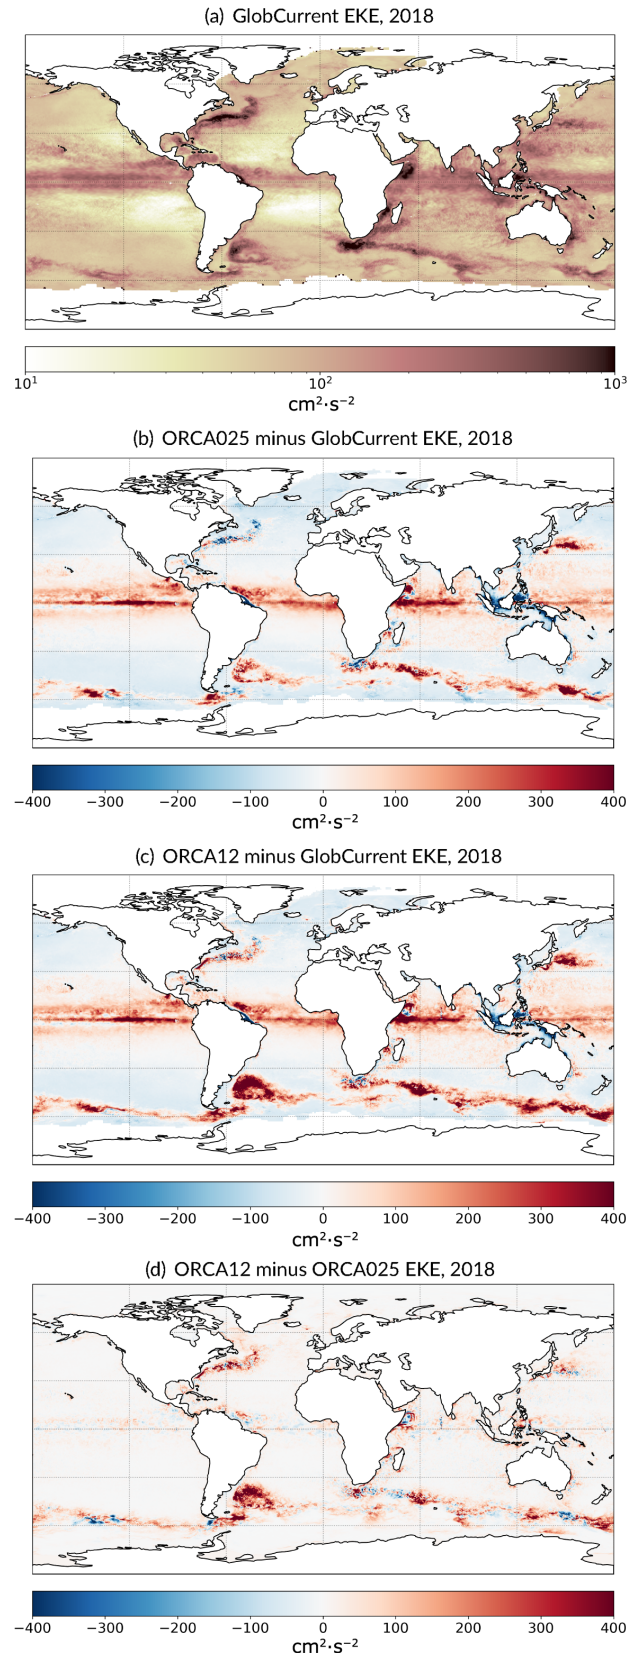 (a) GlobCurrent EKE, 2018
10¹ 10² 10³
cm²·s⁻²
(b) ORCA025 minus GlobCurrent EKE, 2018
−400 −300 −200 −100 0 100 200 300 400
cm²·s⁻²
(c) ORCA12 minus GlobCurrent EKE, 2018
−400 −300 −200 −100 0 100 200 300 400
cm²·s⁻²
(d) ORCA12 minus ORCA025 EKE, 2018
−400 −300 −200 −100 0 100 200 300 400
cm²·s⁻²